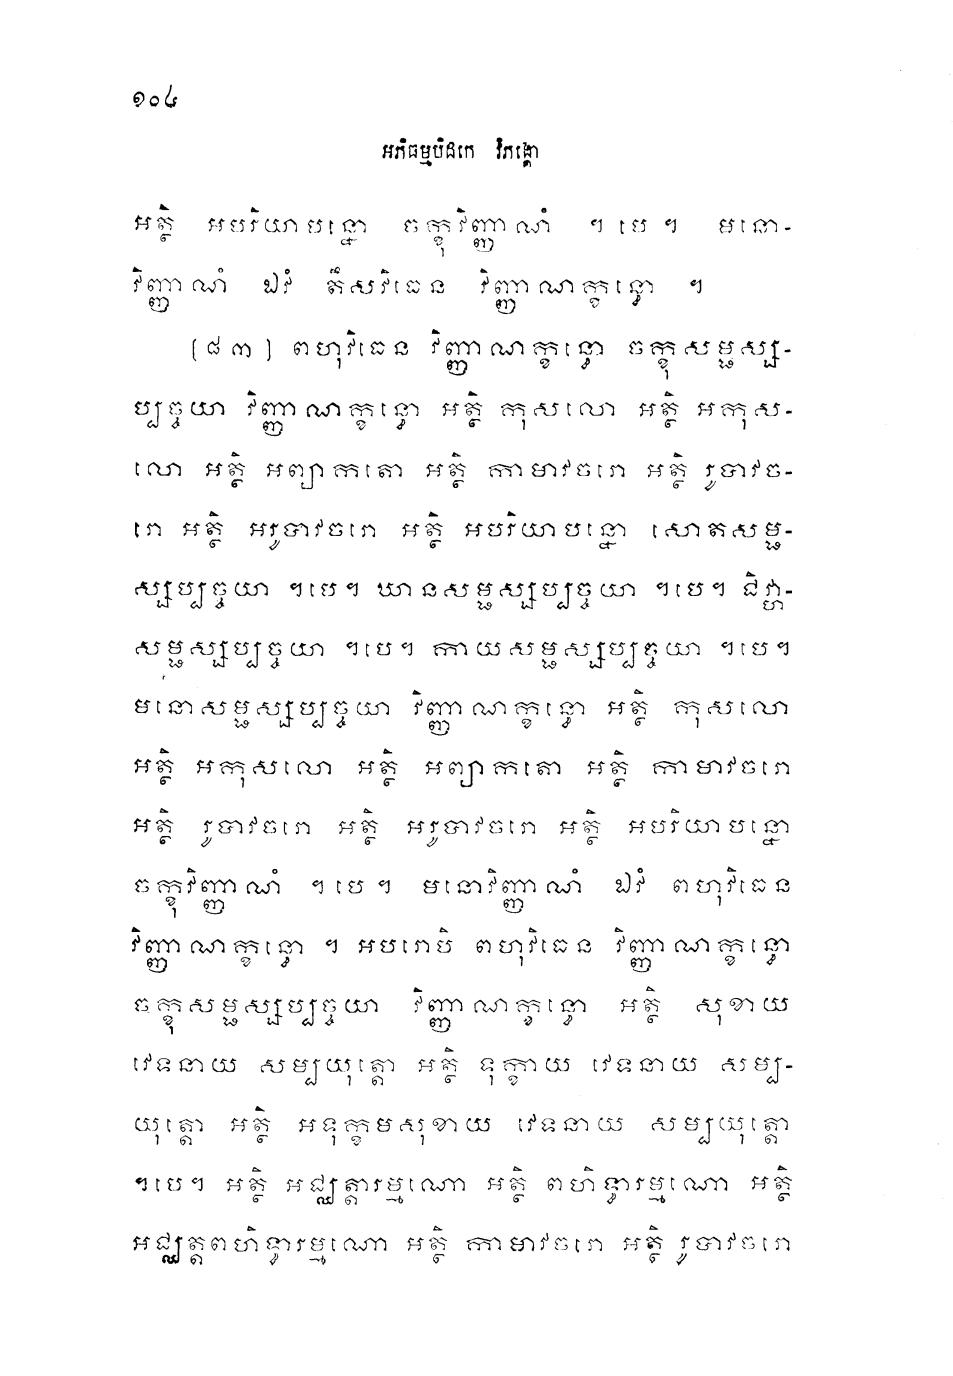 ១០៤
អភិធម្មបិដកេ វិភង្គោ
អត្ថិ អបរិយាបន្នោ ចក្ខុវិញ្ញាណំ ។ បេ ។ មនោ-
វិញ្ញាណំ ឯវំ តឹសវិធេន វិញ្ញាណក្ខន្ធោ ។
[៨៣] ពហុវិធេន វិញ្ញាណក្ខន្ធោ ចក្ខុសម្ផស្ស-
ប្បច្ចយា វិញ្ញាណក្ខន្ធោ អត្ថិ កុសលោ អត្ថិ អកុស-
លោ អត្ថិ អព្យាកតោ អត្ថិ កាមាវចរោ អត្ថិ រូបាវច-
រោ អត្ថិ អរូបាវចរោ អត្ថិ អបរិយាបន្នោ សោតសម្ផ-
ស្សប្បច្ចយា ។បេ។ ឃានសម្ផស្សប្បច្ចយា ។បេ។ ជិវ្ហា-
សម្ផស្សប្បច្ចយា ។បេ។ កាយសម្ផស្សប្បច្ចយា ។បេ។
មនោសម្ផស្សប្បច្ចយា វិញ្ញាណក្ខន្ធោ អត្ថិ កុសលោ
អត្ថិ អកុសលោ អត្ថិ អព្យាកតោ អត្ថិ កាមាវចរោ
អត្ថិ រូបាវចរោ អត្ថិ អរូបាវចរោ អត្ថិ អបរិយាបន្នោ
ចក្ខុវិញ្ញាណំ ។ បេ ។ មនោវិញ្ញាណំ ឯវំ ពហុវិធេន
វិញ្ញាណក្ខន្ធោ ។ អបរោបិ ពហុវិធេន វិញ្ញាណក្ខន្ធោ
ចក្ខុសម្ផស្សប្បច្ចយា វិញ្ញាណក្ខន្ធោ អត្ថិ សុខាយ
វេទនាយ សម្បយុត្តោ អត្ថិ ទុក្ខាយ វេទនាយ សម្ប-
យុត្តោ អត្ថិ អទុក្ខមសុខាយ វេទនាយ សម្បយុត្តោ
។បេ។ អត្ថិ អជ្ឈត្តារម្មណោ អត្ថិ ពហិទ្ធារម្មណោ អត្ថិ
អជ្ឈត្តពហិទ្ធារម្មណោ អត្ថិ កាមាវចរោ អត្ថិ រូបាវចរោ